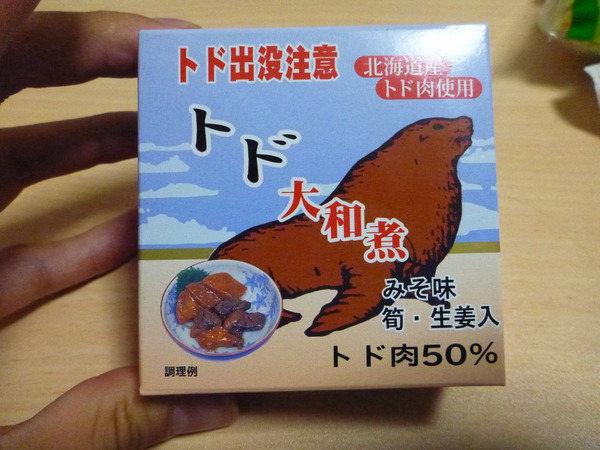 トド出没注意
北海道産
トド肉使用
トド
大和煮
みそ味
筍・生姜入
トド肉50%
調理例